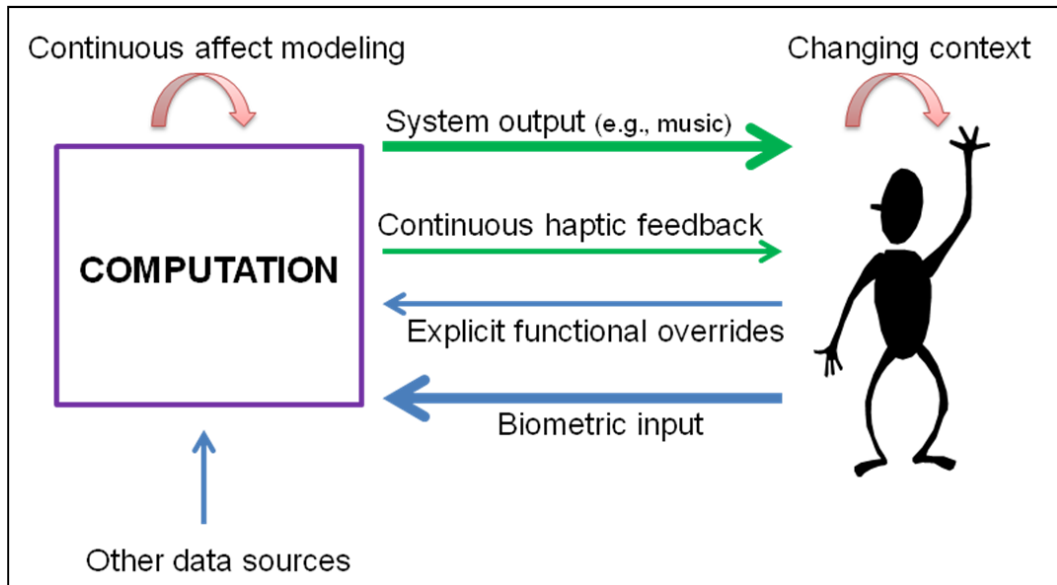 Continuous affect modeling
Changing context
System output (e.g., music)
Continuous haptic feedback
COMPUTATION
Explicit functional overrides
Biometric input
Other data sources